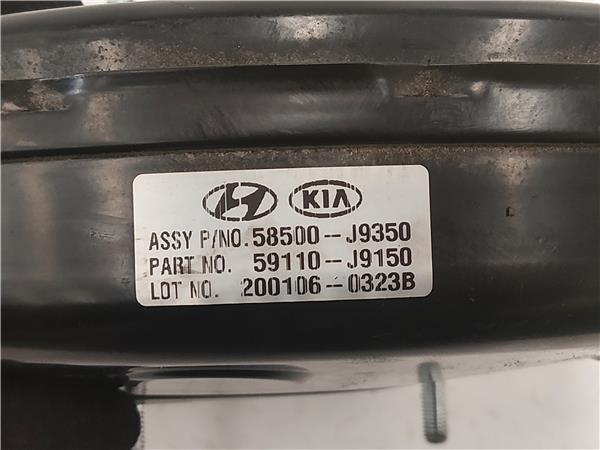 KIA
ASSY P/NO. 58500--J9350
PART NO. 59110--J9150
LOT NO. 200106--0323B